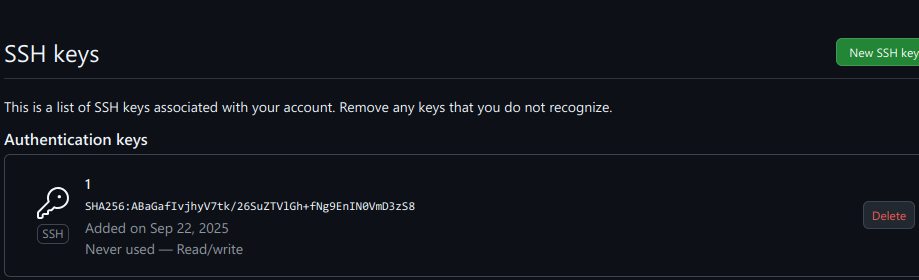 SSH keys
New SSH key
This is a list of SSH keys associated with your account. Remove any keys that you do not recognize.
Authentication keys
1
SHA256:ABaGafIvjhyV7tk/26SuZTVlGh+fNg9EnIN0VmD3zS8
SSH
Added on Sep 22, 2025
Never used — Read/write
Delete